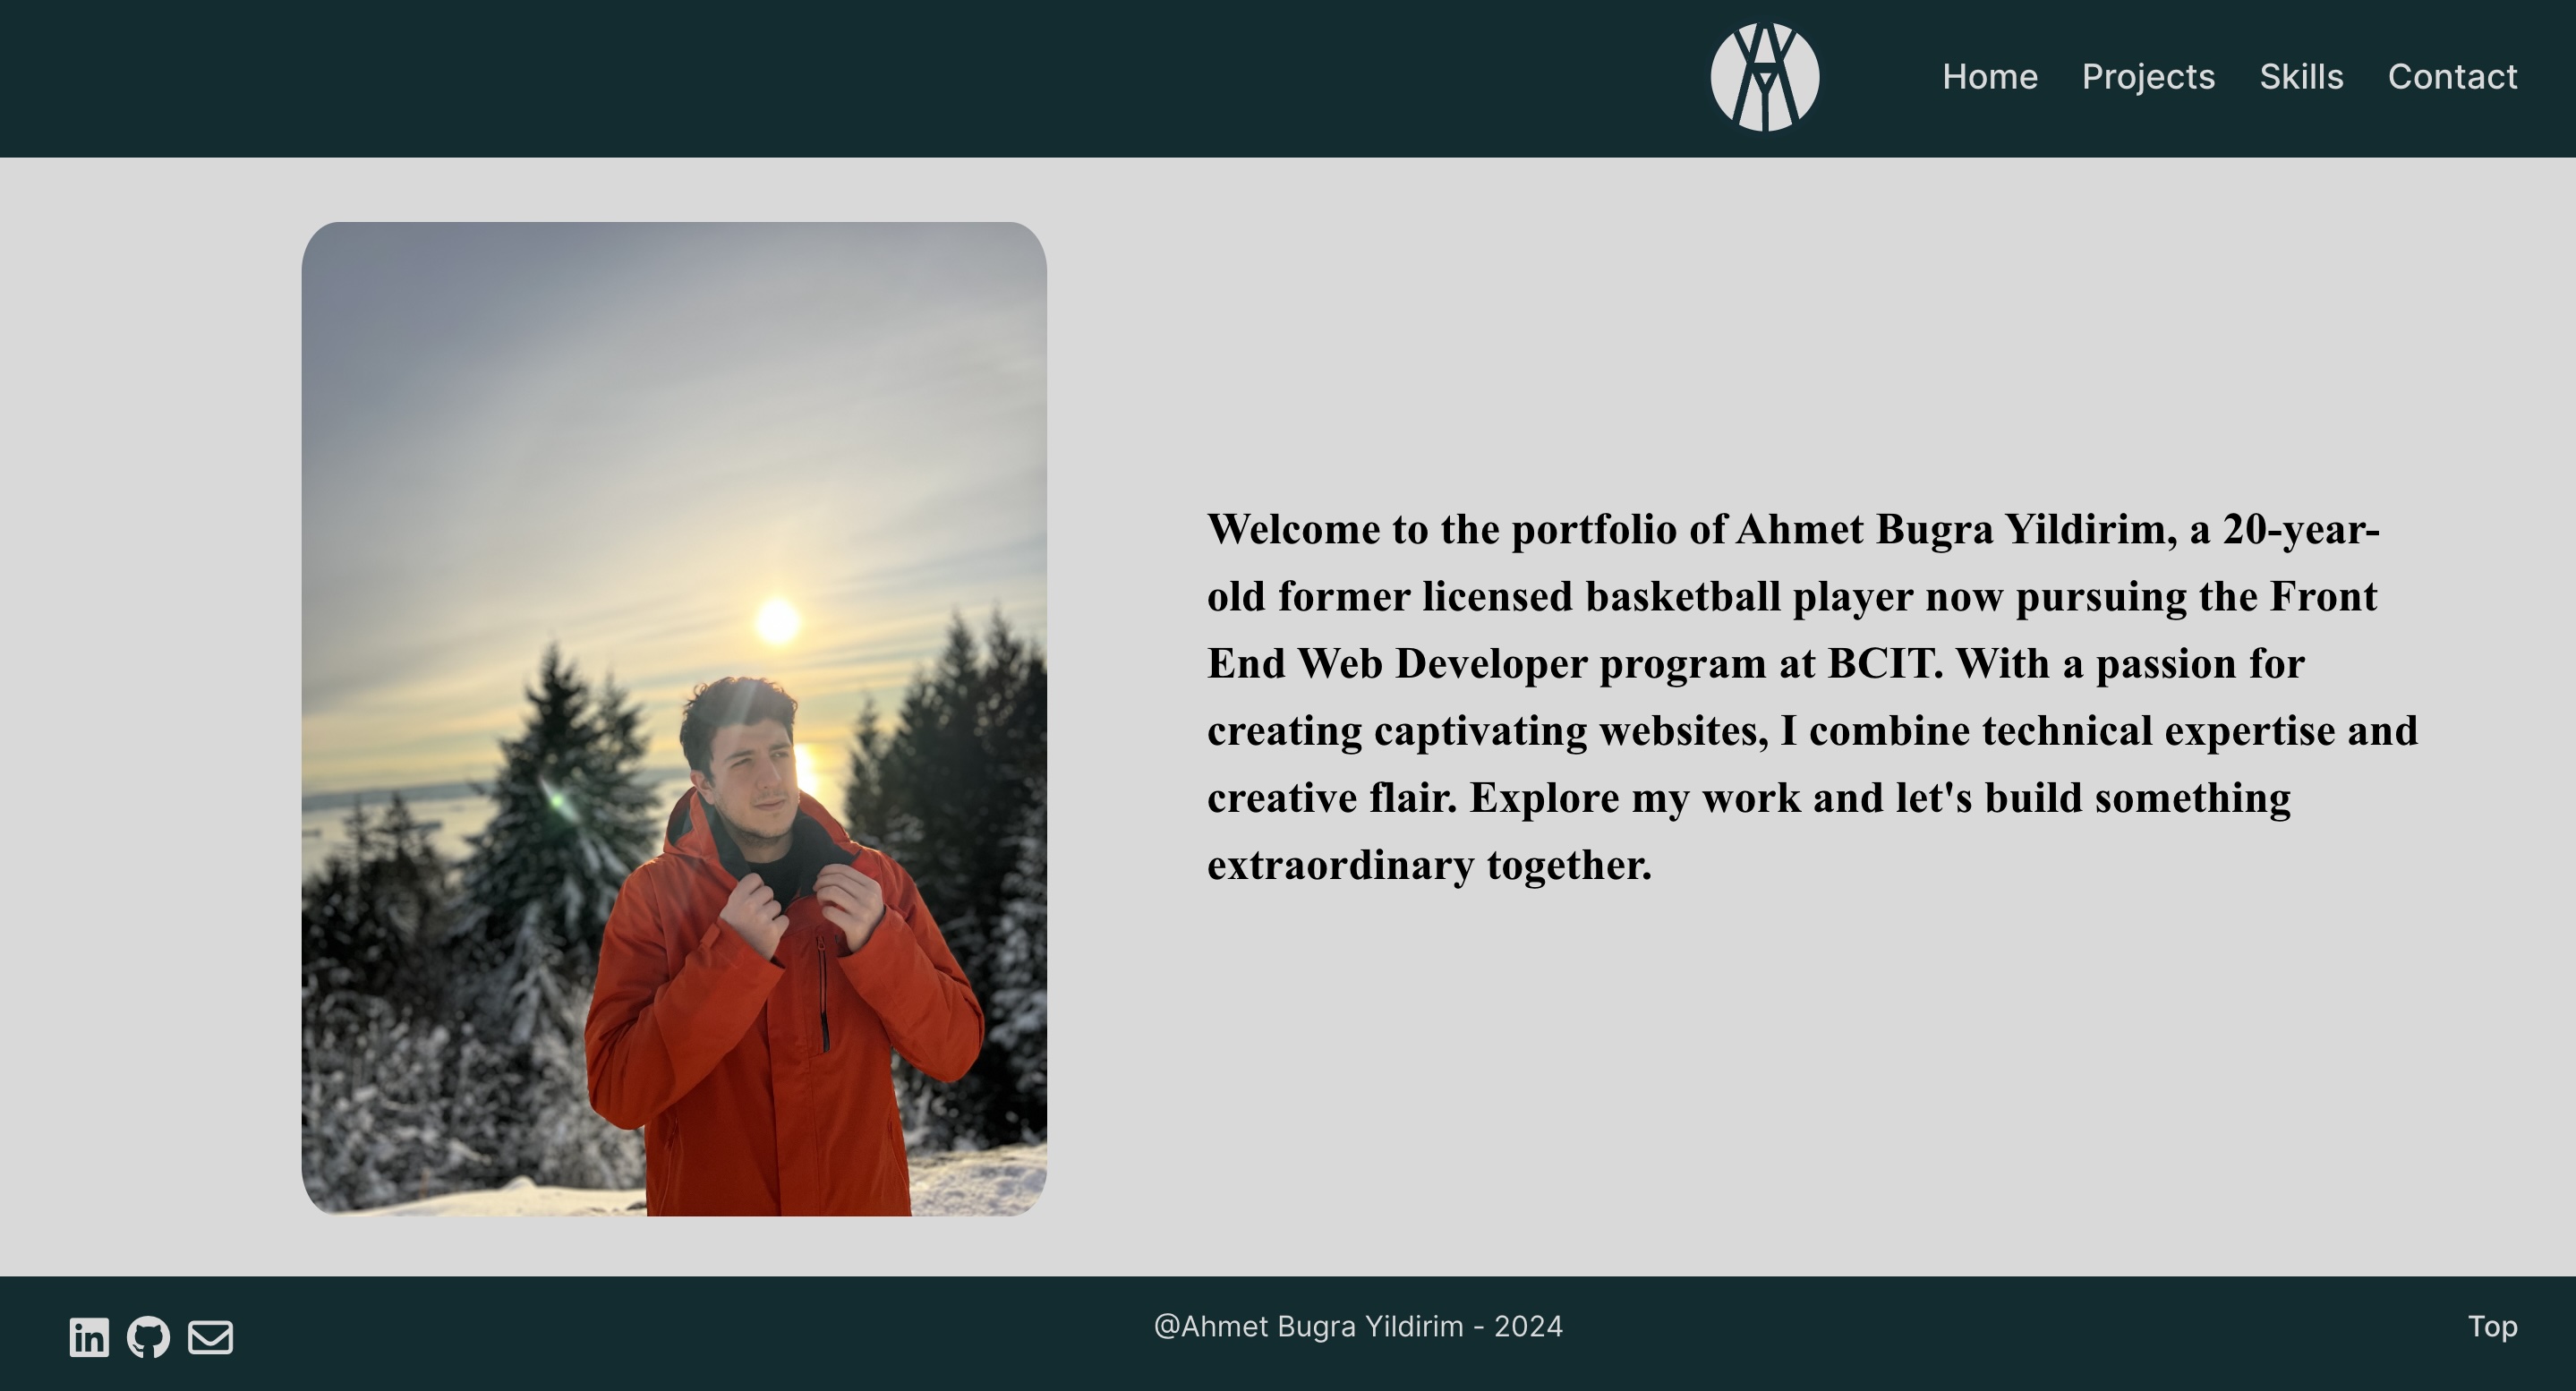 Home Projects Skills Contact
Welcome to the portfolio of Ahmet Bugra Yildirim, a 20-year-
old former licensed basketball player now pursuing the Front
End Web Developer program at BCIT. With a passion for
creating captivating websites, I combine technical expertise and
creative flair. Explore my work and let's build something
extraordinary together.
in
@Ahmet Bugra Yildirim - 2024
Top